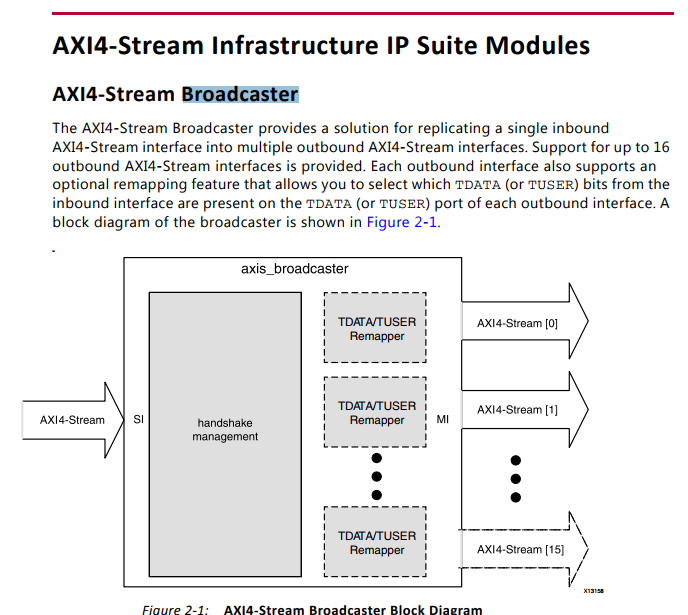 AXI4-Stream Infrastructure IP Suite Modules
AXI4-Stream Broadcaster
The AXI4-Stream Broadcaster provides a solution for replicating a single inbound
AXI4-Stream interface into multiple outbound AXI4-Stream interfaces. Support for up to 16
outbound AXI4-Stream interfaces is provided. Each outbound interface also supports an
optional remapping feature that allows you to select which TDATA (or TUSER) bits from the
inbound interface are present on the TDATA (or TUSER) port of each outbound interface. A
block diagram of the broadcaster is shown in Figure 2-1.
axis_broadcaster
AXI4-Stream
SI
handshake
management
TDATA/TUSER
Remapper
TDATA/TUSER
Remapper
TDATA/TUSER
Remapper
MI
AXI4-Stream [0]
AXI4-Stream [1]
AXI4-Stream [15]
X13158
Figure 2-1: AXI4-Stream Broadcaster Block Diagram